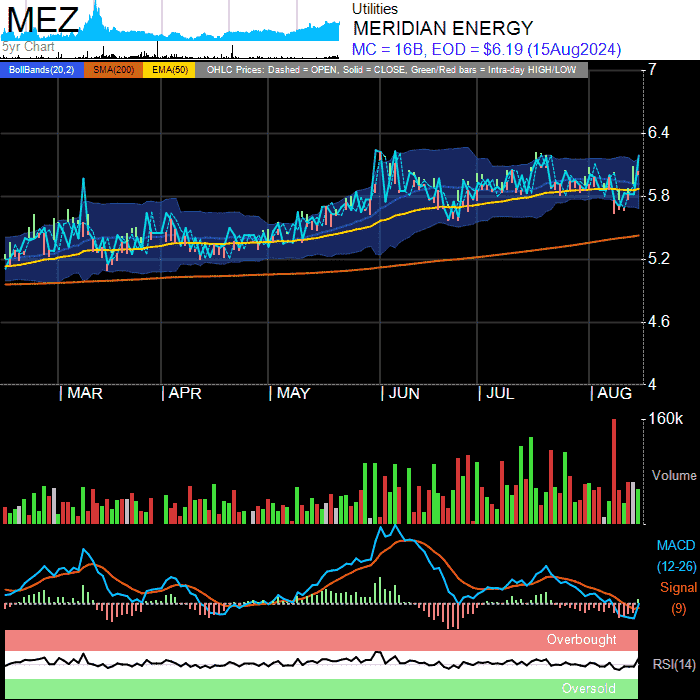 MEZ
5yr Chart
Utilities
MERIDIAN ENERGY
MC = 16B, EOD = $6.19 (15Aug2024)
BollBands(20,2) SMA(200) EMA(50) OHLC Prices: Dashed = OPEN, Solid = CLOSE, Green/Red bars = Intra-day HIGH/LOW
7
6.4
5.8
5.2
4.6
4
MAR APR MAY JUN JUL AUG
160k
Volume
MACD
(12-26)
Signal
(9)
Overbought
RSI(14)
Oversold